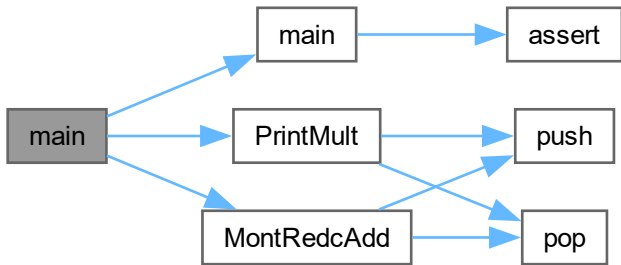 main
main
assert
PrintMult
push
MontRedcAdd
pop